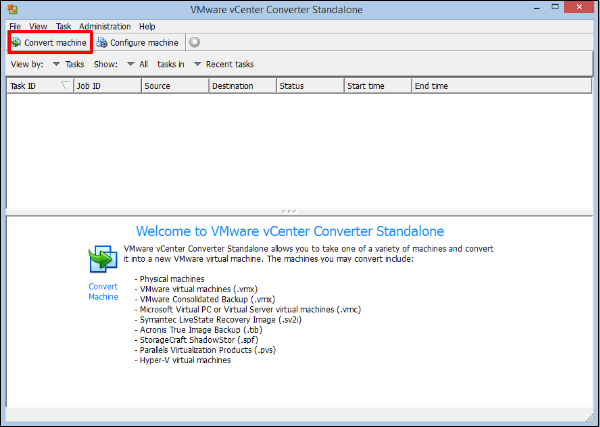 VMware vCenter Converter Standalone
File View Task Administration Help
Convert machine Configure machine
View by: Tasks Show: All tasks in Recent tasks
Task ID Job ID Source Destination Status Start time End time
Welcome to VMware vCenter Converter Standalone
VMware vCenter Converter Standalone allows you to take one of a variety of machines and convert
it into a new VMware virtual machine. The machines you may convert include:
Convert
Machine
- Physical machines
- VMware virtual machines (.vmx)
- VMware Consolidated Backup (.vmx)
- Microsoft Virtual PC or Virtual Server virtual machines (.vmc)
- Symantec LiveState Recovery Image (.sv2i)
- Acronis True Image Backup (.tib)
- StorageCraft ShadowStor (.spf)
- Parallels Virtualization Products (.pvs)
- Hyper-V virtual machines